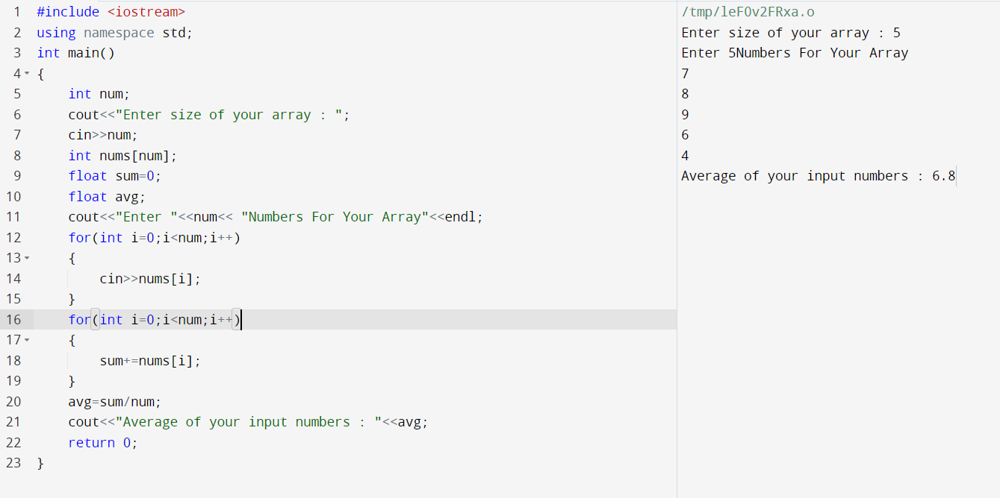 1 #include <iostream>
2 using namespace std;
3 int main()
4 {
5     int num;
6     cout<<"Enter size of your array : ";
7     cin>>num;
8     int nums[num];
9     float sum=0;
10     float avg;
11     cout<<"Enter "<<num<< "Numbers For Your Array"<<endl;
12     for(int i=0;i<num;i++)
13     {
14         cin>>nums[i];
15     }
16     for(int i=0;i<num;i++)
17     {
18         sum+=nums[i];
19     }
20     avg=sum/num;
21     cout<<"Average of your input numbers : "<<avg;
22     return 0;
23 }
/tmp/leF0v2FRxa.o
Enter size of your array : 5
Enter 5Numbers For Your Array
7
8
9
6
4
Average of your input numbers : 6.8